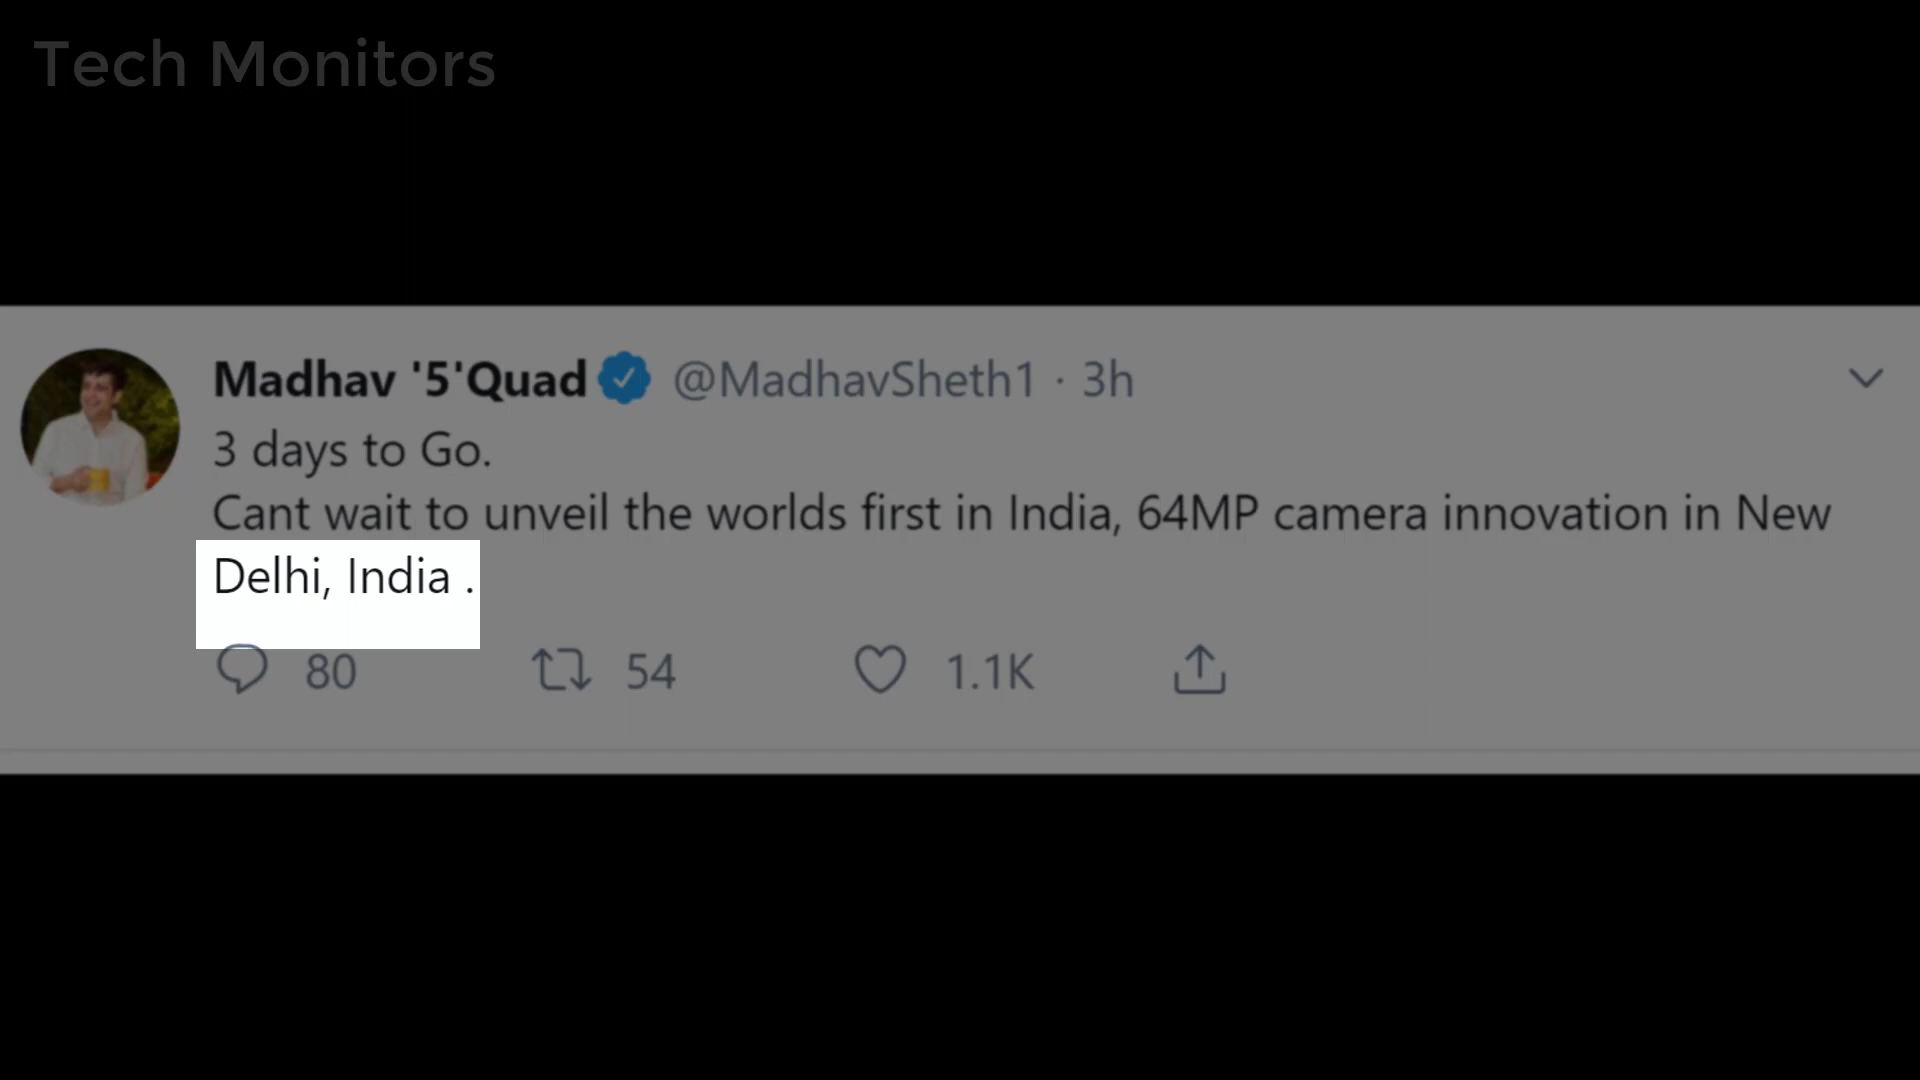 Tech Monitors
Madhav '5'Quad @MadhavSheth1 · 3h
3 days to Go.
Cant wait to unveil the worlds first in India, 64MP camera innovation in New
Delhi, India .
80 54 1.1K